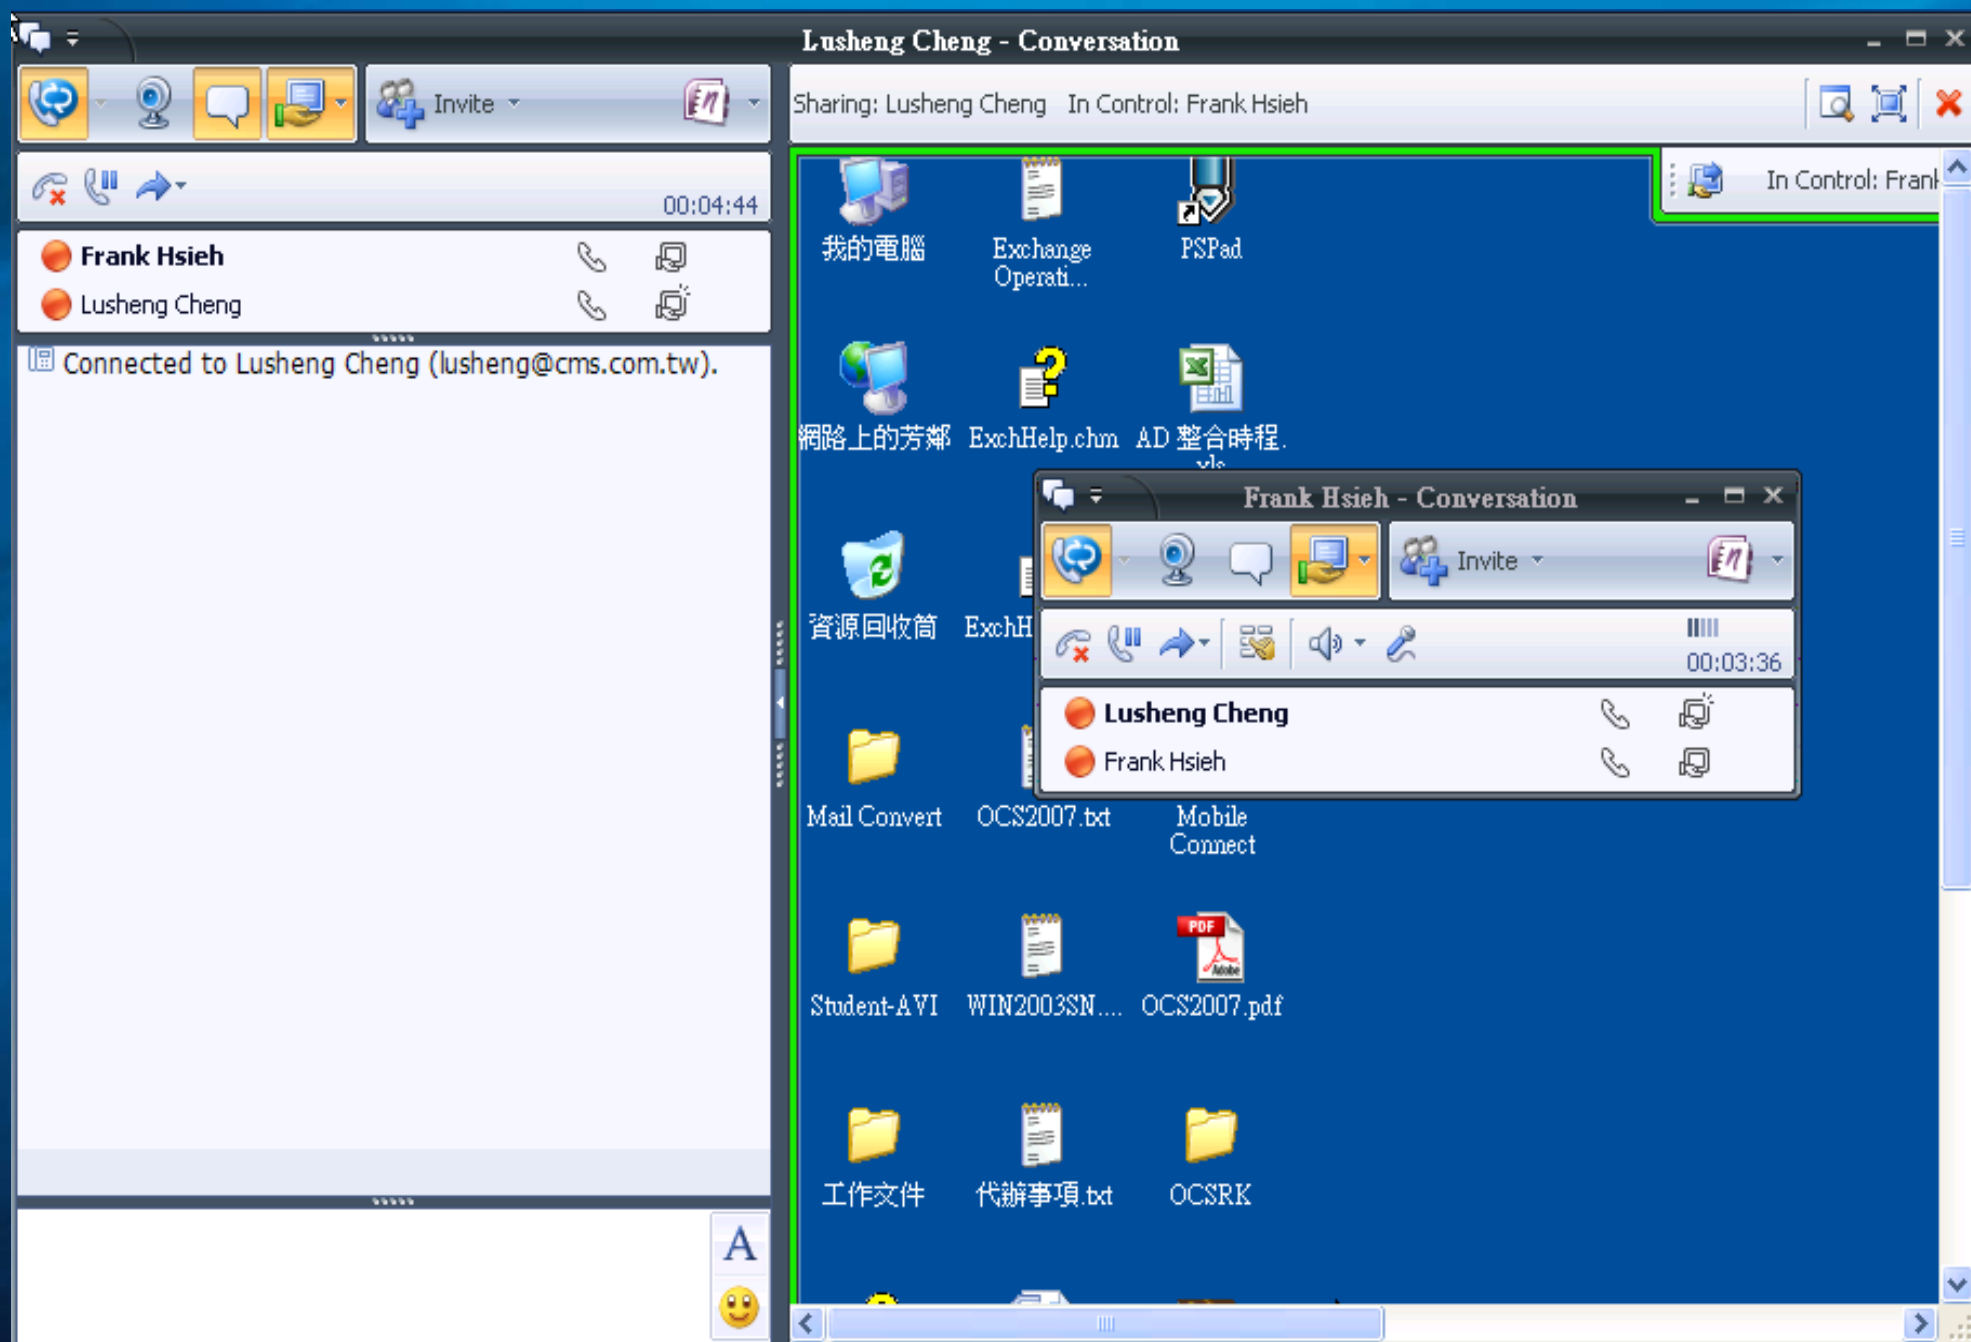 Lusheng Cheng - Conversation
Invite
Sharing: Lusheng Cheng In Control: Frank Hsieh
00:04:44
Frank Hsieh
Lusheng Cheng
Connected to Lusheng Cheng (lusheng@cms.com.tw).
A
In Control: Frank
我的電腦
Exchange
Operati...
PSPad
網路上的芳鄰
ExchHelp.chm
AD 整合時程.
xls
資源回收筒
ExchH
Frank Hsieh - Conversation
Invite
00:03:36
Lusheng Cheng
Frank Hsieh
Mail Convert
OCS2007.txt
Mobile
Connect
PDF
Adobe
Student-AVI
WIN2003SN....
OCS2007.pdf
工作文件
代辦事項.txt
OCSRK